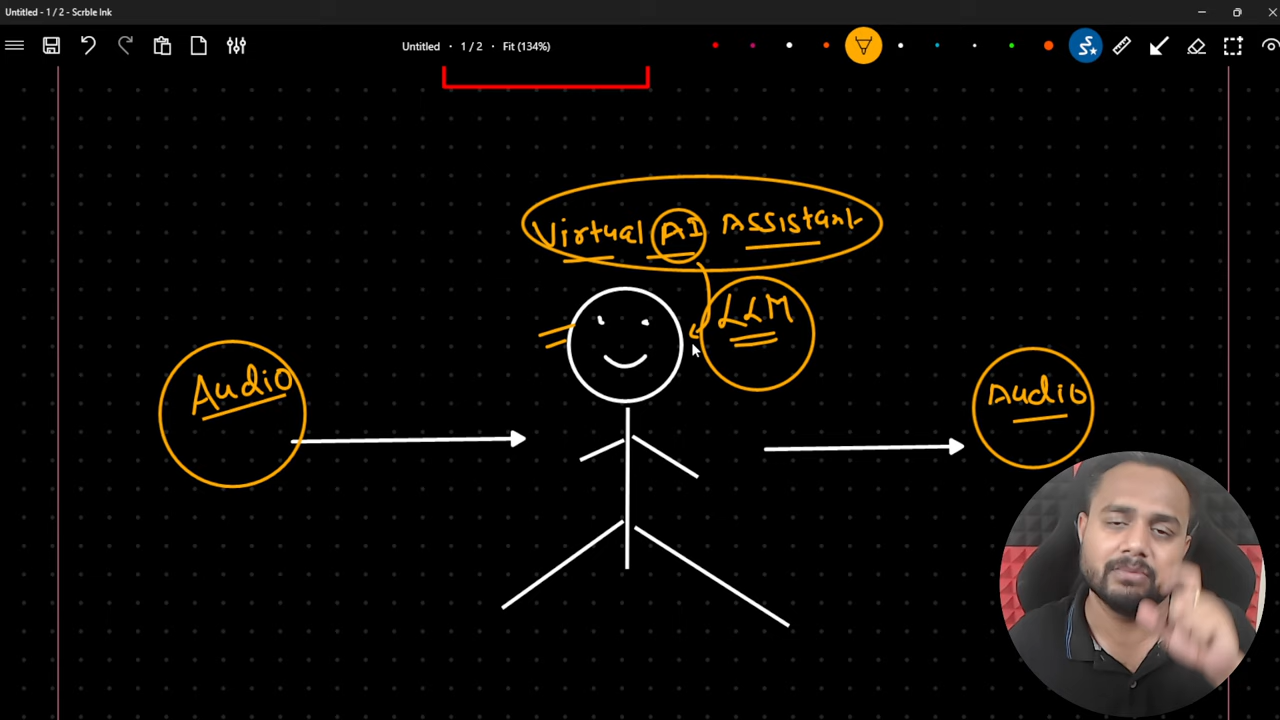 Untitled - 1 / 2 - Scrble Ink
Untitled · 1 / 2 · Fit (134%)
Virtual AI Assistant
LLM
Audio
Audio